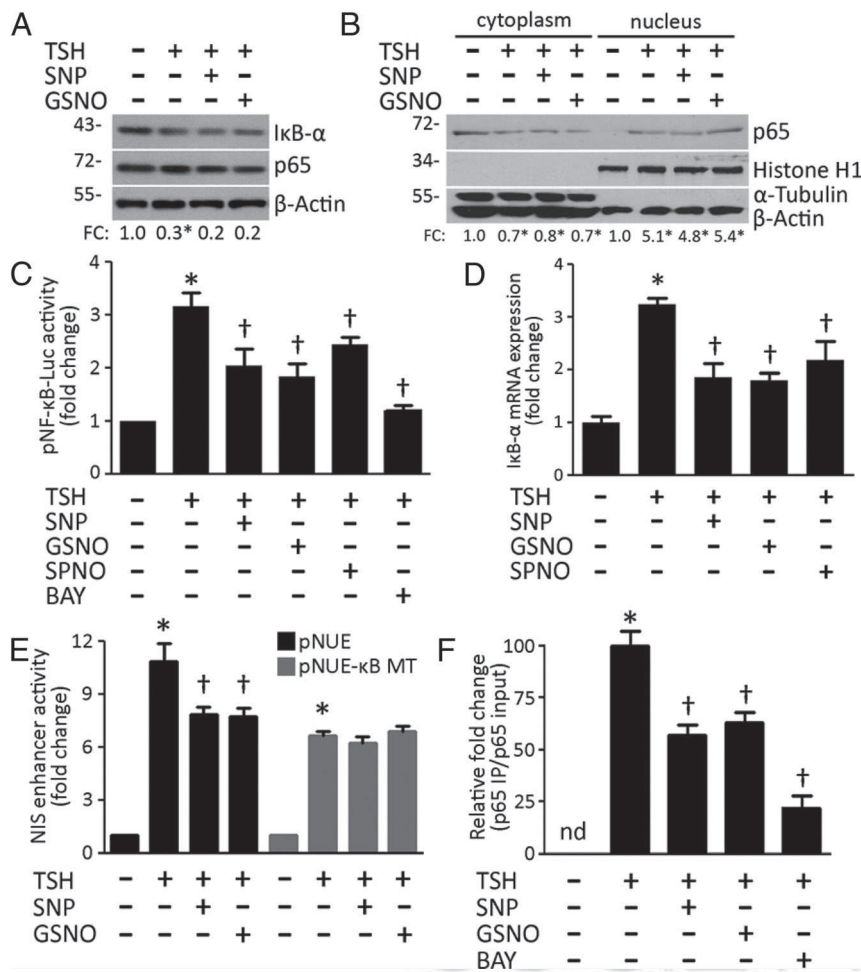 A
TSH - + + +
SNP - - + -
GSNO - - - +
43- IκB-α
72- p65
55- β-Actin
FC: 1.0 0.3* 0.2 0.2
B
cytoplasm nucleus
TSH - + + + - + + +
SNP - - + - - - + -
GSNO - - - + - - - +
72- p65
34- Histone H1
55- α-Tubulin
β-Actin
FC: 1.0 0.7* 0.8* 0.7* 1.0 5.1* 4.8* 5.4*
C
pNF-κB-Luc activity
(fold change)
4
3
2
1
0
* † † † †
TSH - + + + + +
SNP - - + - - -
GSNO - - - + - -
SPNO - - - - + -
BAY - - - - - +
D
IκB-α mRNA expression
(fold change)
4
3
2
1
0
* † † †
TSH - + + + +
SNP - - + - -
GSNO - - - + -
SPNO - - - - +
E
NIS enhancer activity
(fold change)
12
9
6
3
0
pNUE
pNUE-κB MT
* † † *
TSH - + + + - + + +
SNP - - + - - - + -
GSNO - - - + - - - +
F
Relative fold change
(p65 IP/p65 input)
100
75
50
25
0
nd * † † †
TSH - + + + +
SNP - - + - -
GSNO - - - + -
BAY - - - - +